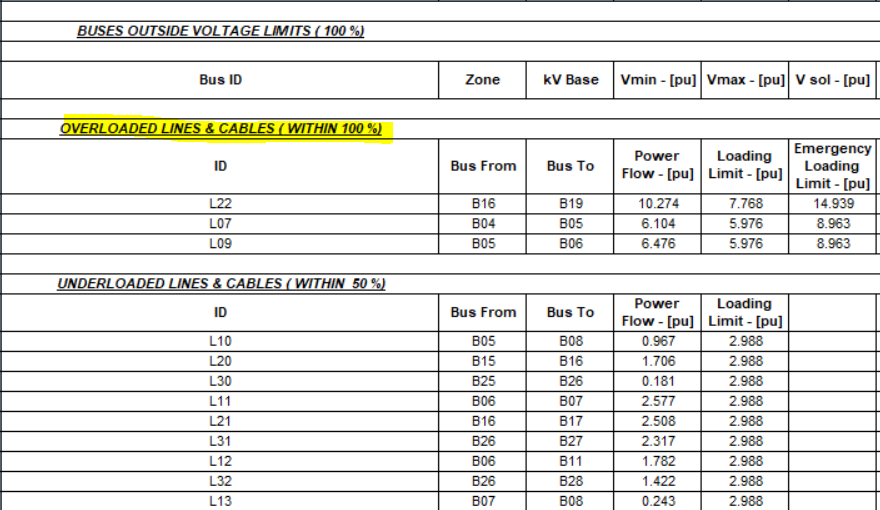 BUSES OUTSIDE VOLTAGE LIMITS ( 100 %)
Bus ID Zone kV Base Vmin - [pu] Vmax - [pu] V sol - [pu]
OVERLOADED LINES & CABLES ( WITHIN 100 %)
ID Bus From Bus To Power Flow - [pu] Loading Limit - [pu] Emergency Loading Limit - [pu]
L22 B16 B19 10.274 7.768 14.939
L07 B04 B05 6.104 5.976 8.963
L09 B05 B06 6.476 5.976 8.963
UNDERLOADED LINES & CABLES ( WITHIN 50 %)
ID Bus From Bus To Power Flow - [pu] Loading Limit - [pu]
L10 B05 B08 0.967 2.988
L20 B15 B16 1.706 2.988
L30 B25 B26 0.181 2.988
L11 B06 B07 2.577 2.988
L21 B16 B17 2.508 2.988
L31 B26 B27 2.317 2.988
L12 B06 B11 1.782 2.988
L32 B26 B28 1.422 2.988
L13 B07 B08 0.243 2.988